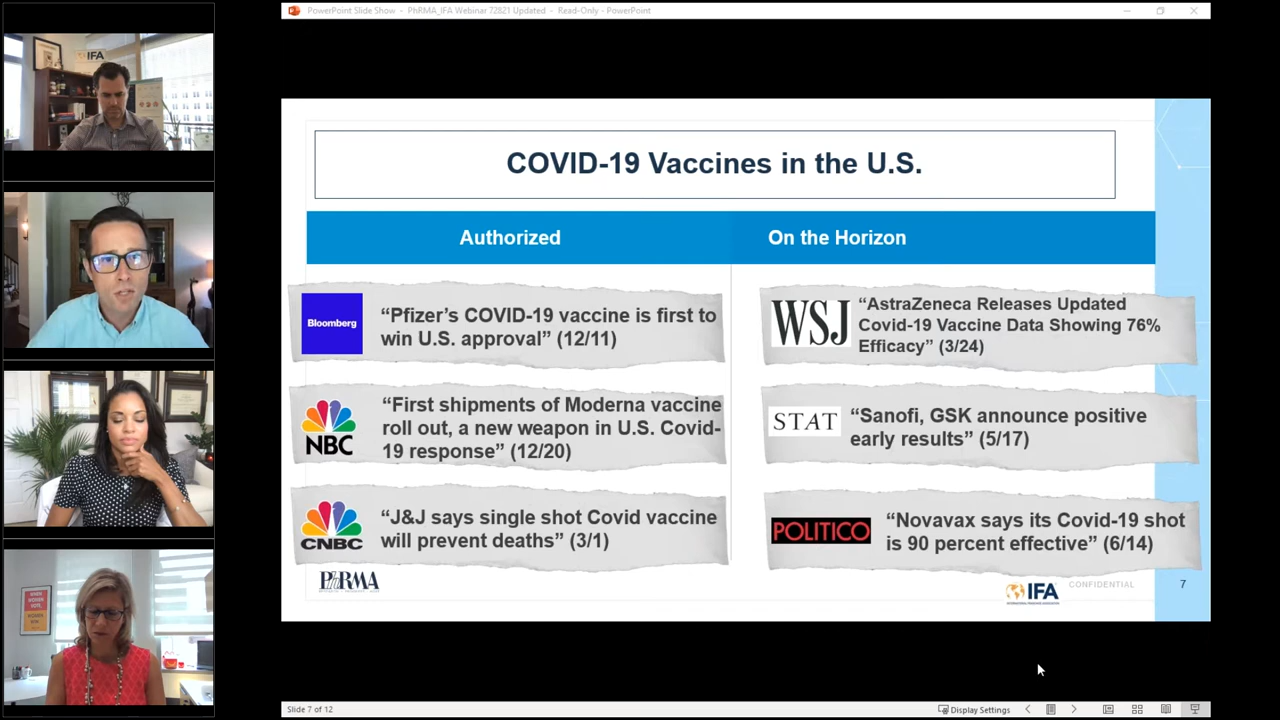 PowerPoint Slide Show - PhRMA_IFA Webinar 72821 Updated - Read-Only - PowerPoint
IFA
COVID-19 Vaccines in the U.S.
Authorized
On the Horizon
Bloomberg
“Pfizer’s COVID-19 vaccine is first to
win U.S. approval” (12/11)
NBC
“First shipments of Moderna vaccine
roll out, a new weapon in U.S. Covid-
19 response” (12/20)
CNBC
“J&J says single shot Covid vaccine
will prevent deaths” (3/1)
WSJ
“AstraZeneca Releases Updated
Covid-19 Vaccine Data Showing 76%
Efficacy” (3/24)
STAT
“Sanofi, GSK announce positive
early results” (5/17)
POLITICO
“Novavax says its Covid-19 shot
is 90 percent effective” (6/14)
PhRMA
IFA
INTERNATIONAL FRANCHISE ASSOCIATION
CONFIDENTIAL
7
Slide 7 of 12
Display Settings